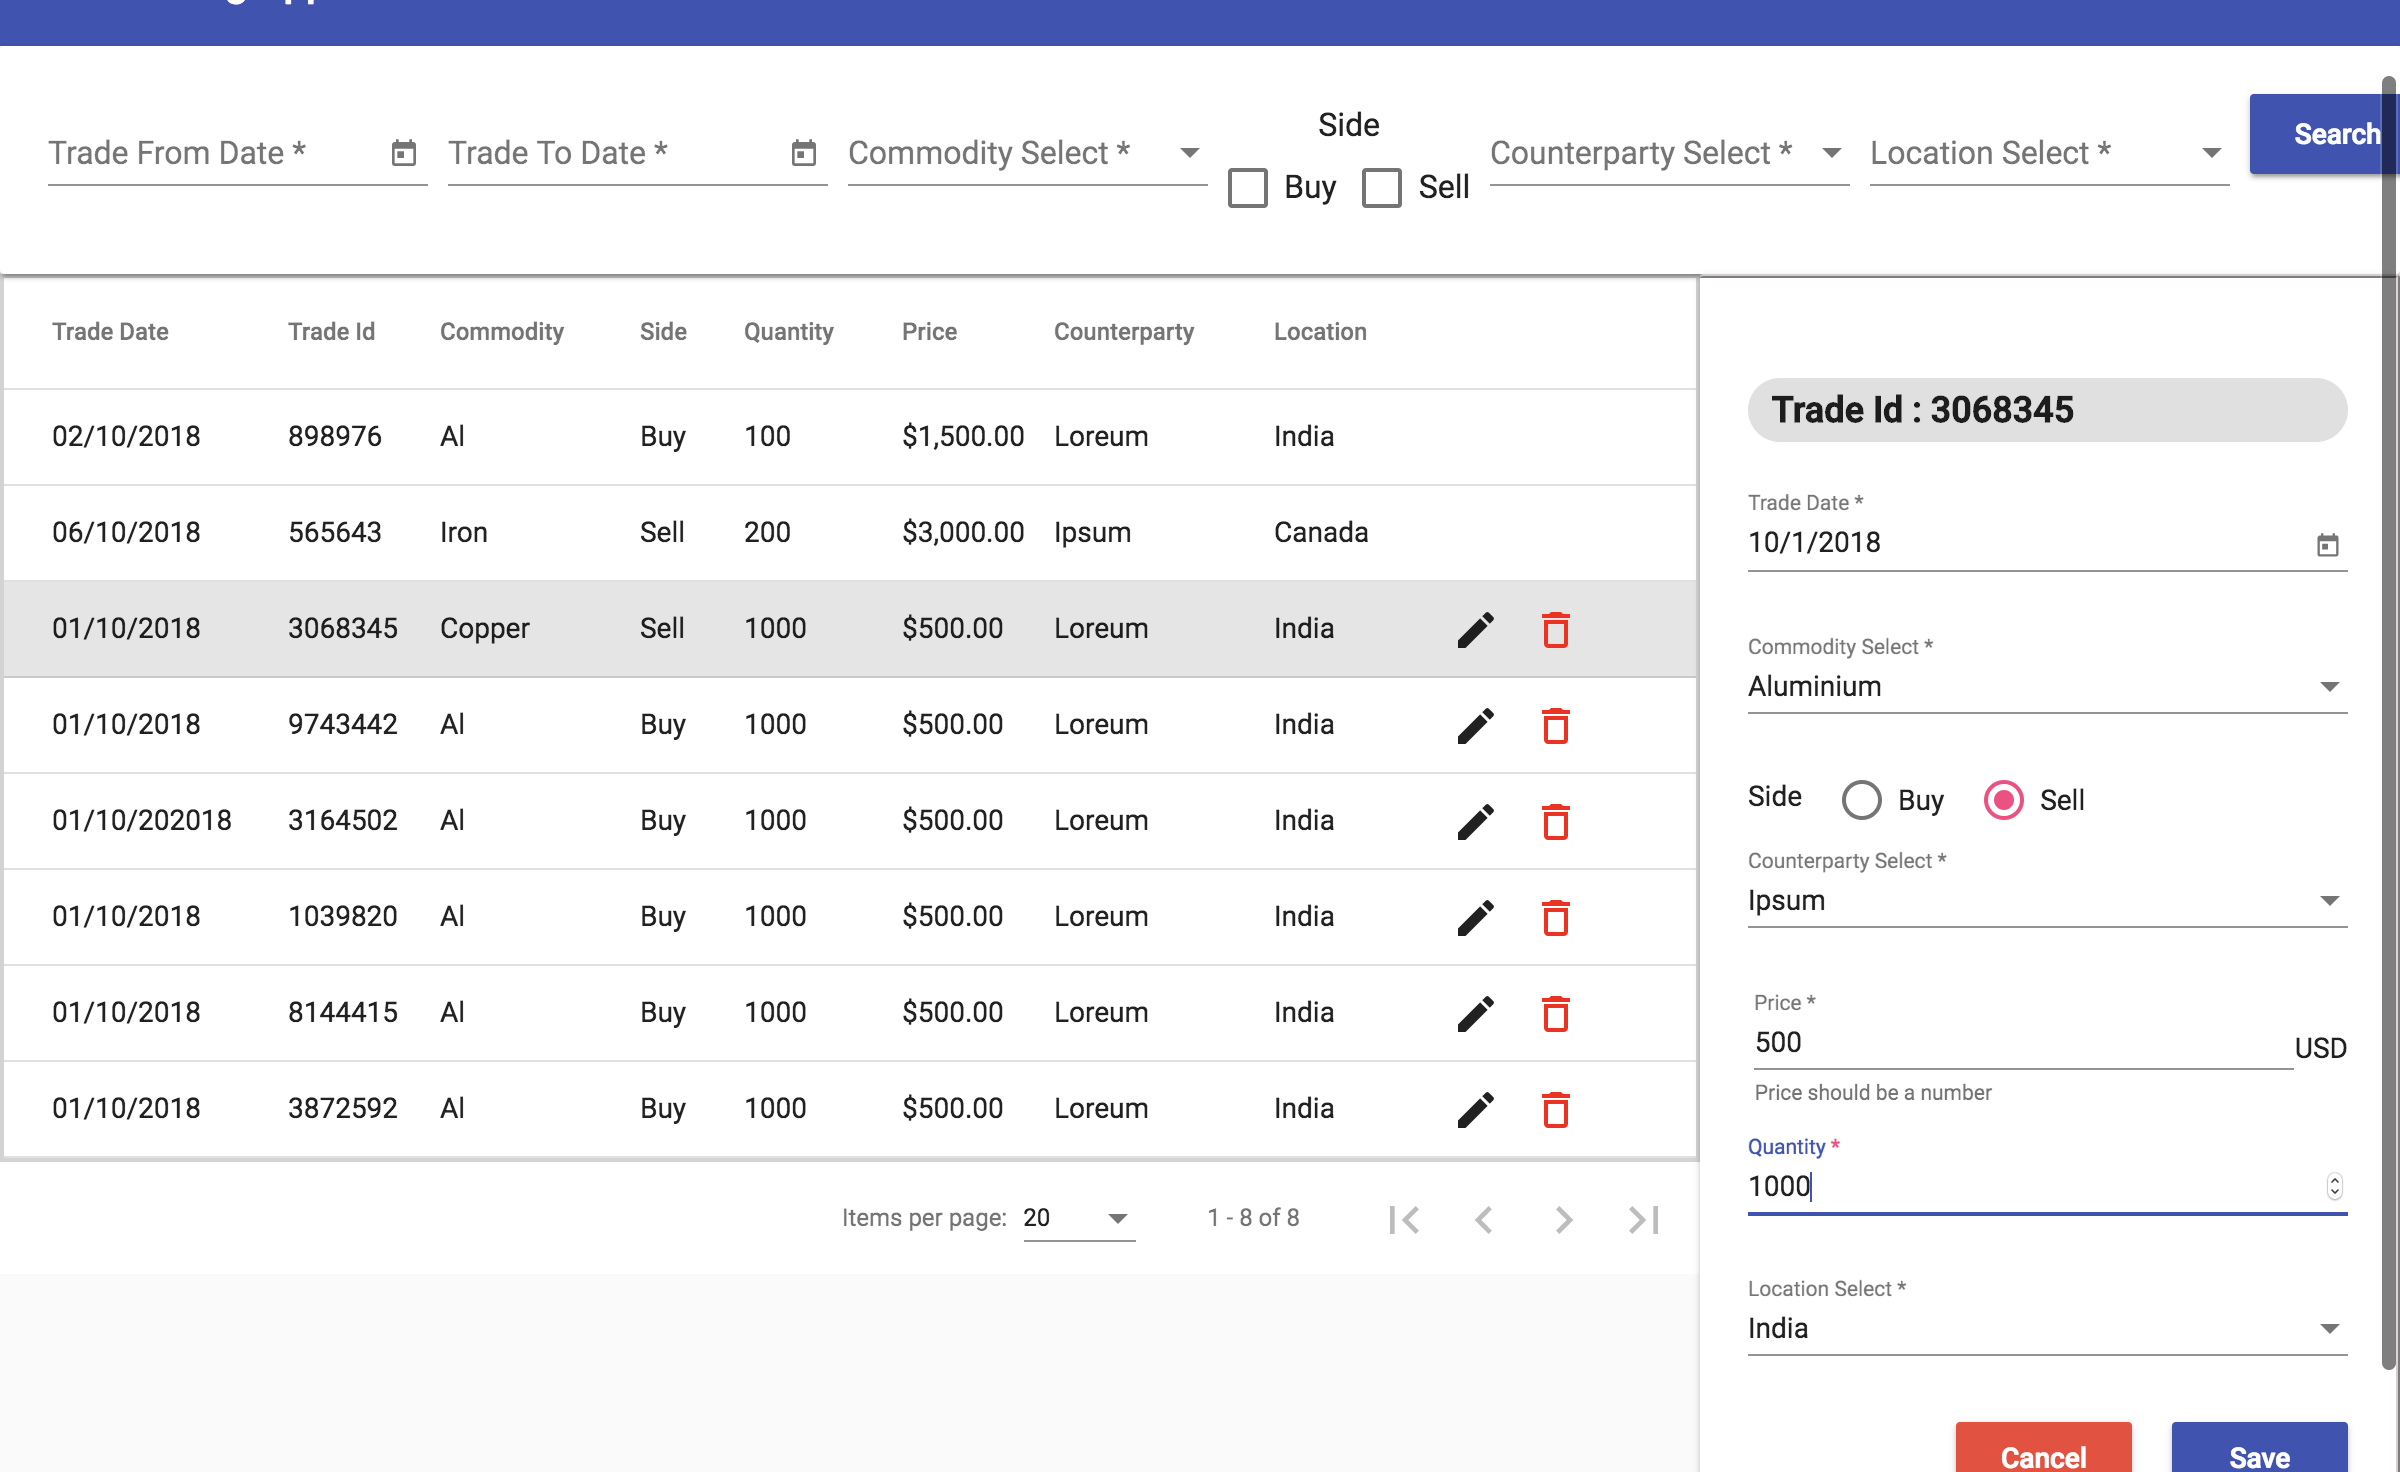 Trade From Date *
Trade To Date *
Commodity Select *
Side
Buy
Sell
Counterparty Select *
Location Select *
Search
Trade Date Trade Id Commodity Side Quantity Price Counterparty Location
02/10/2018 898976 Al Buy 100 $1,500.00 Loreum India
06/10/2018 565643 Iron Sell 200 $3,000.00 Ipsum Canada
01/10/2018 3068345 Copper Sell 1000 $500.00 Loreum India
01/10/2018 9743442 Al Buy 1000 $500.00 Loreum India
01/10/202018 3164502 Al Buy 1000 $500.00 Loreum India
01/10/2018 1039820 Al Buy 1000 $500.00 Loreum India
01/10/2018 8144415 Al Buy 1000 $500.00 Loreum India
01/10/2018 3872592 Al Buy 1000 $500.00 Loreum India
Items per page: 20 1 - 8 of 8
Trade Id : 3068345
Trade Date *
10/1/2018
Commodity Select *
Aluminium
Side Buy Sell
Counterparty Select *
Ipsum
Price *
500 USD
Price should be a number
Quantity *
1000
Location Select *
India
Cancel Save